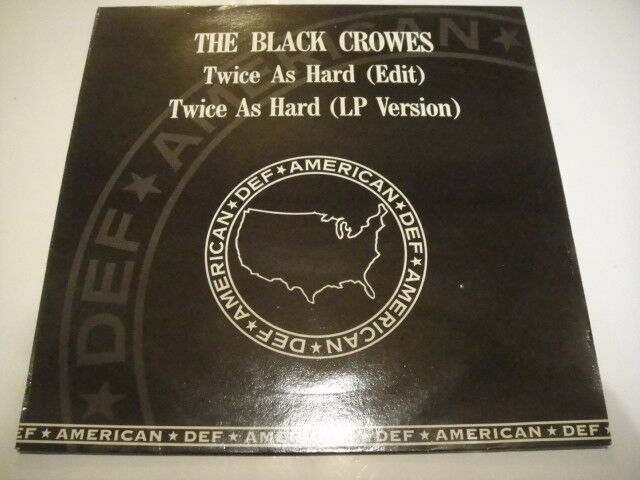 THE BLACK CROWES
Twice As Hard (Edit)
Twice As Hard (LP Version)
DEF ★ AMERICAN
DEF ★ AMERICAN ★ DEF ★ AMERICAN ★ DEF ★ AMERICAN ★
EF ★ AMERICAN ★ DEF ★ AMERICAN ★ DEF ★ AMERICAN ★ DEF ★